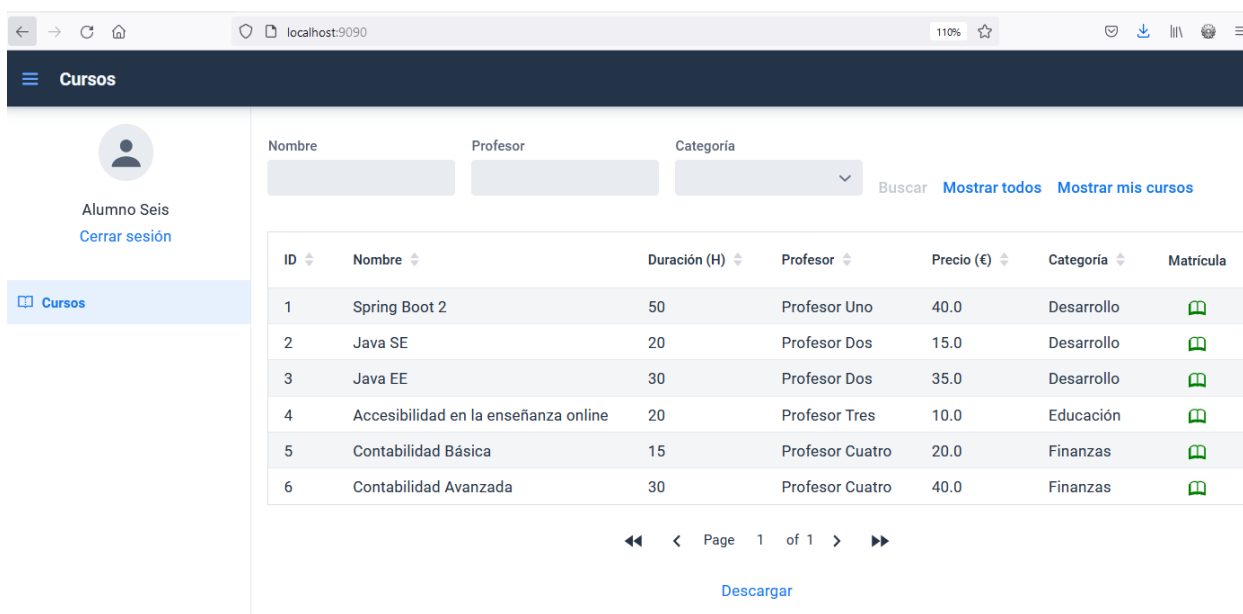 localhost:9090 110%
Cursos
Alumno Seis
Cerrar sesión
Cursos
Nombre Profesor Categoría
Buscar Mostrar todos Mostrar mis cursos
ID Nombre Duración (H) Profesor Precio (€) Categoría Matrícula
1 Spring Boot 2 50 Profesor Uno 40.0 Desarrollo
2 Java SE 20 Profesor Dos 15.0 Desarrollo
3 Java EE 30 Profesor Dos 35.0 Desarrollo
4 Accesibilidad en la enseñanza online 20 Profesor Tres 10.0 Educación
5 Contabilidad Básica 15 Profesor Cuatro 20.0 Finanzas
6 Contabilidad Avanzada 30 Profesor Cuatro 40.0 Finanzas
Page 1 of 1
Descargar